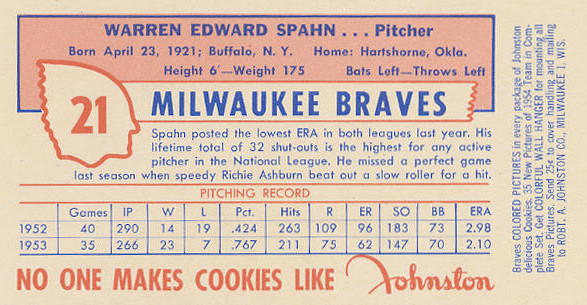 WARREN EDWARD SPAHN . . . Pitcher
Born April 23, 1921; Buffalo, N. Y. Home: Hartshorne, Okla.
Height 6'—Weight 175 Bats Left—Throws Left
21
MILWAUKEE BRAVES
Spahn posted the lowest ERA in both leagues last year. His
lifetime total of 32 shut-outs is the highest for any active
pitcher in the National League. He missed a perfect game
last season when speedy Richie Ashburn beat out a slow roller for a hit.
PITCHING RECORD
Games IP W L Pct. Hits R ER SO BB ERA
1952 40 290 14 19 .424 263 109 96 183 73 2.98
1953 35 266 23 7 .767 211 75 62 147 70 2.10
NO ONE MAKES COOKIES LIKE Johnston
Braves COLORED PICTURES in every package of Johnston
delicious Cookies. 35 New Pictures of 1954 Team in Com-
plete Set. Get COLORFUL WALL HANGER for mounting all
Braves Pictures. Send 25¢ to cover handling and mailing
to ROBT. A. JOHNSTON CO., MILWAUKEE 1, WIS.